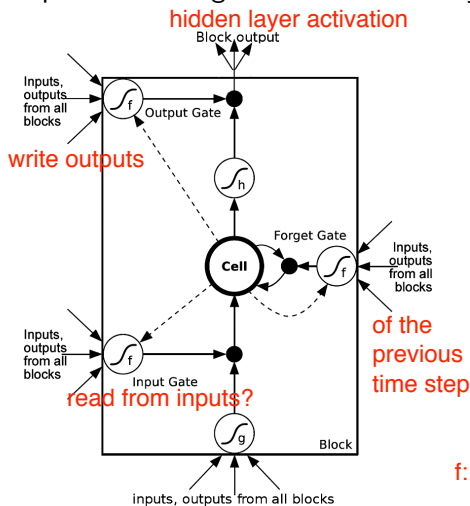 hidden layer activation
Block output
Inputs,
outputs
from all
blocks
f
Output Gate
write outputs
h
Forget Gate
Cell
f
Inputs,
outputs
from all
blocks
of the
previous
time step
Inputs,
outputs
from all
blocks
f
Input Gate
read from inputs?
g
Block
f:
inputs, outputs from all blocks